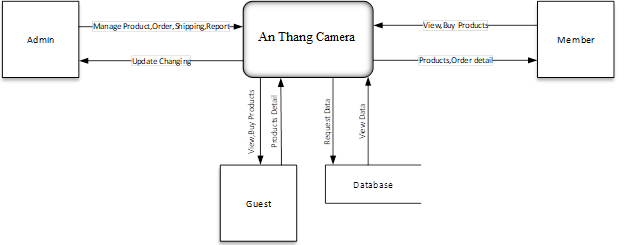 Manage Product,Order,Shipping,Report
View,Buy Products
Admin
An Thang Camera
Member
Update Changing
Products,Order detail
View,Buy Products
Products Detail
Request Data
View Data
Guest
Database